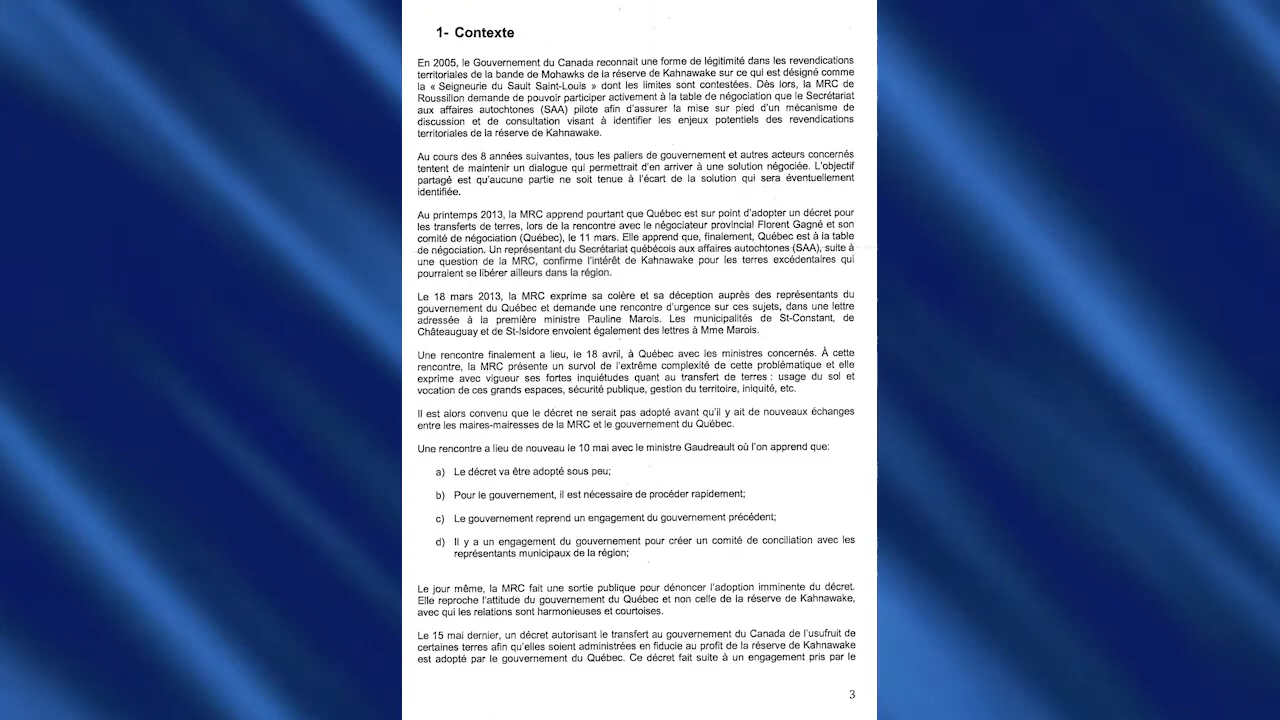 1- Contexte
En 2005, le Gouvernement du Canada reconnait une forme de légitimité dans les revendications
territoriales de la bande de Mohawks de la réserve de Kahnawake sur ce qui est désigné comme
la « Seigneurie du Sault Saint-Louis » dont les limites sont contestées. Dès lors, la MRC de
Roussillon demande de pouvoir participer activement à la table de négociation que le Secrétariat
aux affaires autochtones (SAA) pilote afin d'assurer la mise sur pied d'un mécanisme de
discussion et de consultation visant à identifier les enjeux potentiels des revendications
territoriales de la réserve de Kahnawake.
Au cours des 8 années suivantes, tous les paliers de gouvernement et autres acteurs concernés
tentent de maintenir un dialogue qui permettrait d'en arriver à une solution négociée. L'objectif
partagé est qu'aucune partie ne soit tenue à l'écart de la solution qui sera éventuellement
identifiée.
Au printemps 2013, la MRC apprend pourtant que Québec est sur point d'adopter un décret pour
les transferts de terres, lors de la rencontre avec le négociateur provincial Florent Gagné et son
comité de négociation (Québec), le 11 mars. Elle apprend que, finalement, Québec est à la table
de négociation. Un représentant du Secrétariat québécois aux affaires autochtones (SAA), suite à
une question de la MRC, confirme l'intérêt de Kahnawake pour les terres excédentaires qui
pourraient se libérer ailleurs dans la région.
Le 18 mars 2013, la MRC exprime sa colère et sa déception auprès des représentants du
gouvernement du Québec et demande une rencontre d'urgence sur ces sujets, dans une lettre
adressée à la première ministre Pauline Marois. Les municipalités de St-Constant, de
Châteauguay et de St-Isidore envoient également des lettres à Mme Marois.
Une rencontre finalement a lieu, le 18 avril, à Québec avec les ministres concernés. À cette
rencontre, la MRC présente un survol de l'extrême complexité de cette problématique et elle
exprime avec vigueur ses fortes inquiétudes quant au transfert de terres : usage du sol et
vocation de ces grands espaces, sécurité publique, gestion du territoire, iniquité, etc.
Il est alors convenu que le décret ne serait pas adopté avant qu'il y ait de nouveaux échanges
entre les maires-mairesses de la MRC et le gouvernement du Québec.
Une rencontre a lieu de nouveau le 10 mai avec le ministre Gaudreault où l'on apprend que:
a) Le décret va être adopté sous peu;
b) Pour le gouvernement, il est nécessaire de procéder rapidement;
c) Le gouvernement reprend un engagement du gouvernement précédent;
d) Il y a un engagement du gouvernement pour créer un comité de conciliation avec les
représentants municipaux de la région;
Le jour même, la MRC fait une sortie publique pour dénoncer l'adoption imminente du décret.
Elle reproche l'attitude du gouvernement du Québec et non celle de la réserve de Kahnawake,
avec qui les relations sont harmonieuses et courtoises.
Le 15 mai dernier, un décret autorisant le transfert au gouvernement du Canada de l'usufruit de
certaines terres afin qu'elles soient administrées en fiducie au profit de la réserve de Kahnawake
est adopté par le gouvernement du Québec. Ce décret fait suite à un engagement pris par le
3